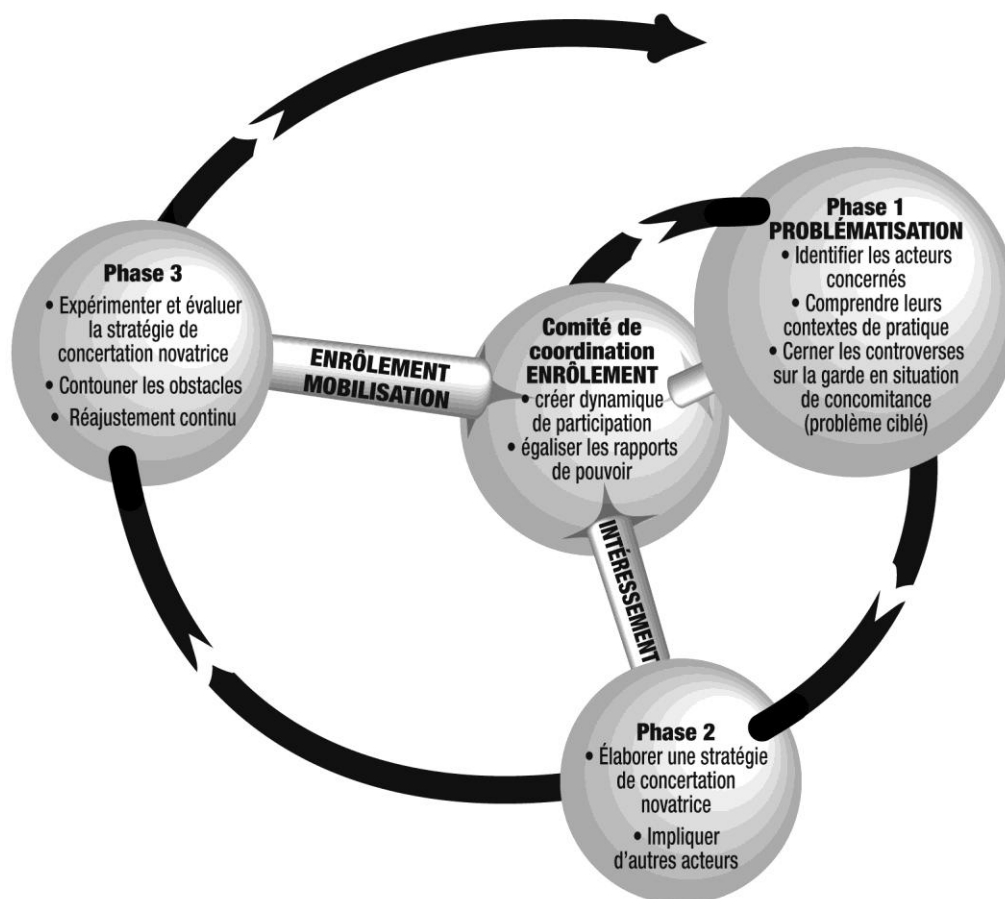 Phase 1
PROBLÉMATISATION
• Identifier les acteurs
concernés
• Comprendre leurs
contextes de pratique
• Cerner les controverses
sur la garde en situation
de concomitance
(problème ciblé)
Phase 3
• Expérimenter et évaluer
la stratégie de
concertation novatrice
• Contouner les obstacles
• Réajustement continu
ENRÔLEMENT
MOBILISATION
Comité de
coordination
ENRÔLEMENT
• créer dynamique
de participation
• égaliser les rapports
de pouvoir
INTÉRESSEMENT
Phase 2
• Élaborer une stratégie
de concertation
novatrice
• Impliquer
d'autres acteurs